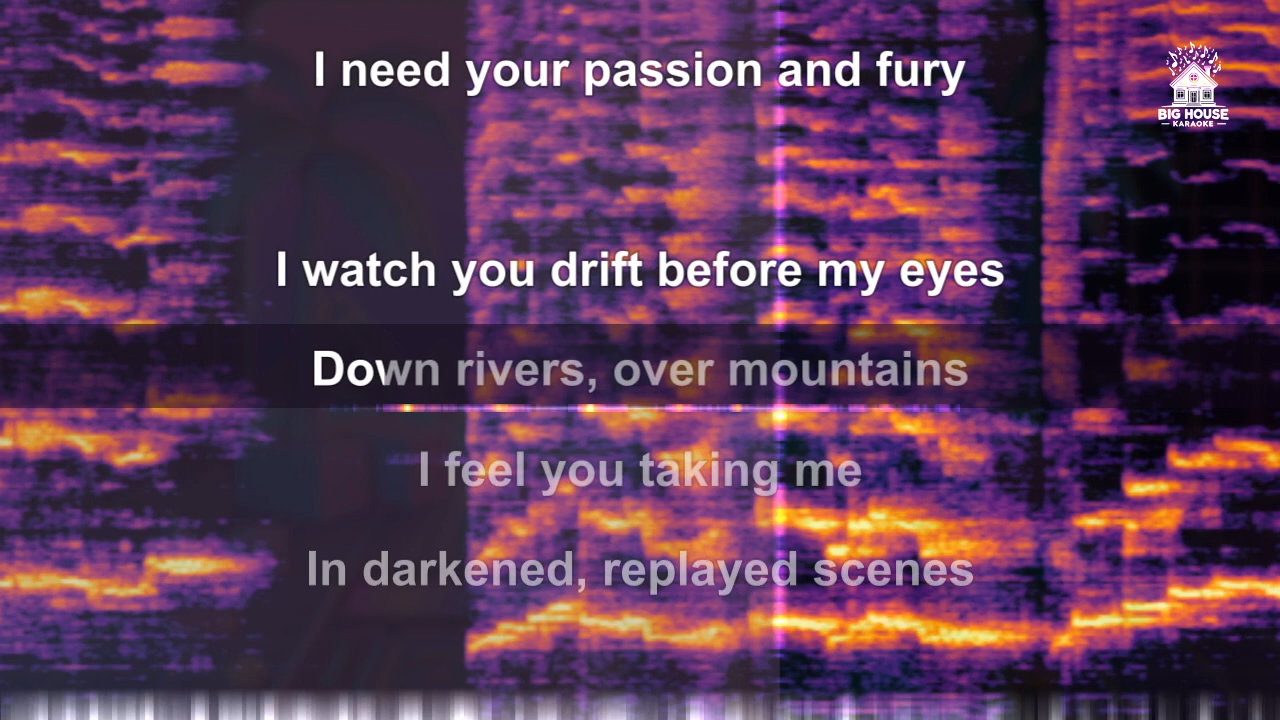 I need your passion and fury
BIG HOUSE
KARAOKE
I watch you drift before my eyes
Down rivers, over mountains
I feel you taking me
In darkened, replayed scenes